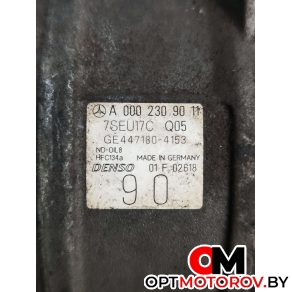 A 000 230 90 11
7SEU17C Q05
GE447180-4153
ND-OIL8
HFC134a MADE IN GERMANY
DENSO 01 F, 02618
90
OM
OPTMOTOROV.BY